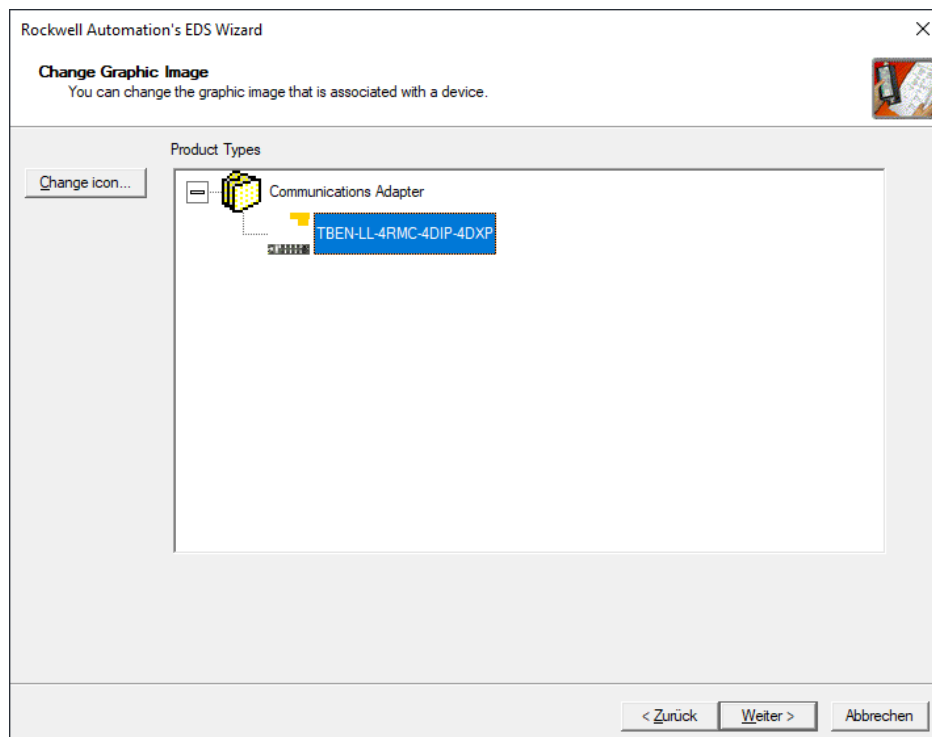 Rockwell Automation's EDS Wizard
Change Graphic Image
You can change the graphic image that is associated with a device.
Product Types
Change icon...
Communications Adapter
TBEN-LL-4RMC-4DIP-4DXP
< Zurück
Weiter >
Abbrechen